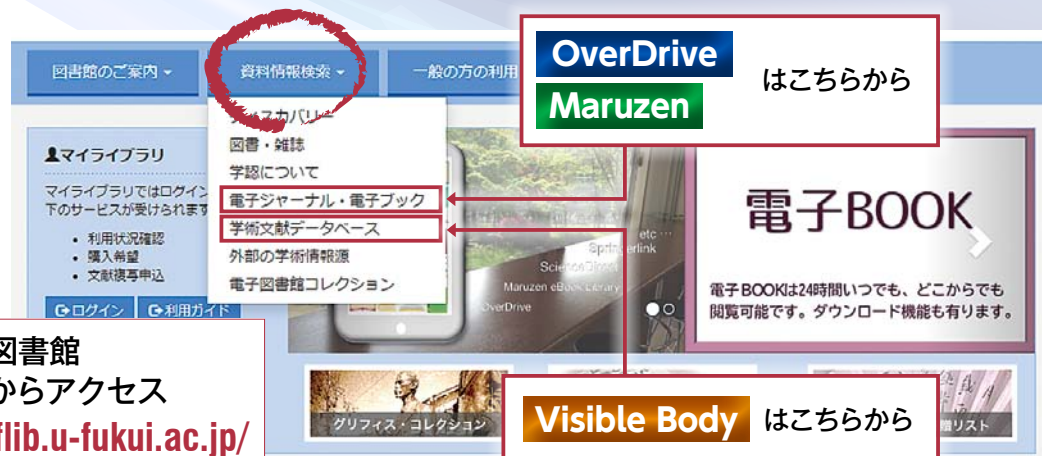 図書館のご案内
資料情報検索
一般の方の利用
OverDrive
Maruzen
はこちらから
ディスカバリー
図書・雑誌
学認について
電子ジャーナル・電子ブック
学術文献データベース
外部の学術情報源
電子図書館コレクション
マイライブラリ
マイライブラリではログイン
下のサービスが受けられます
・利用状況確認
・購入希望
・文献複写申込
ログイン
利用ガイド
etc …
Springerlink
ScienceDirect
Maruzen eBook Library
OverDrive
電子BOOK
電子BOOKは24時間いつでも、どこからでも
閲覧可能です。ダウンロード機能も有ります。
図書館
からアクセス
flib.u-fukui.ac.jp/
グリフィス・コレクション
Visible Body はこちらから
贈リスト